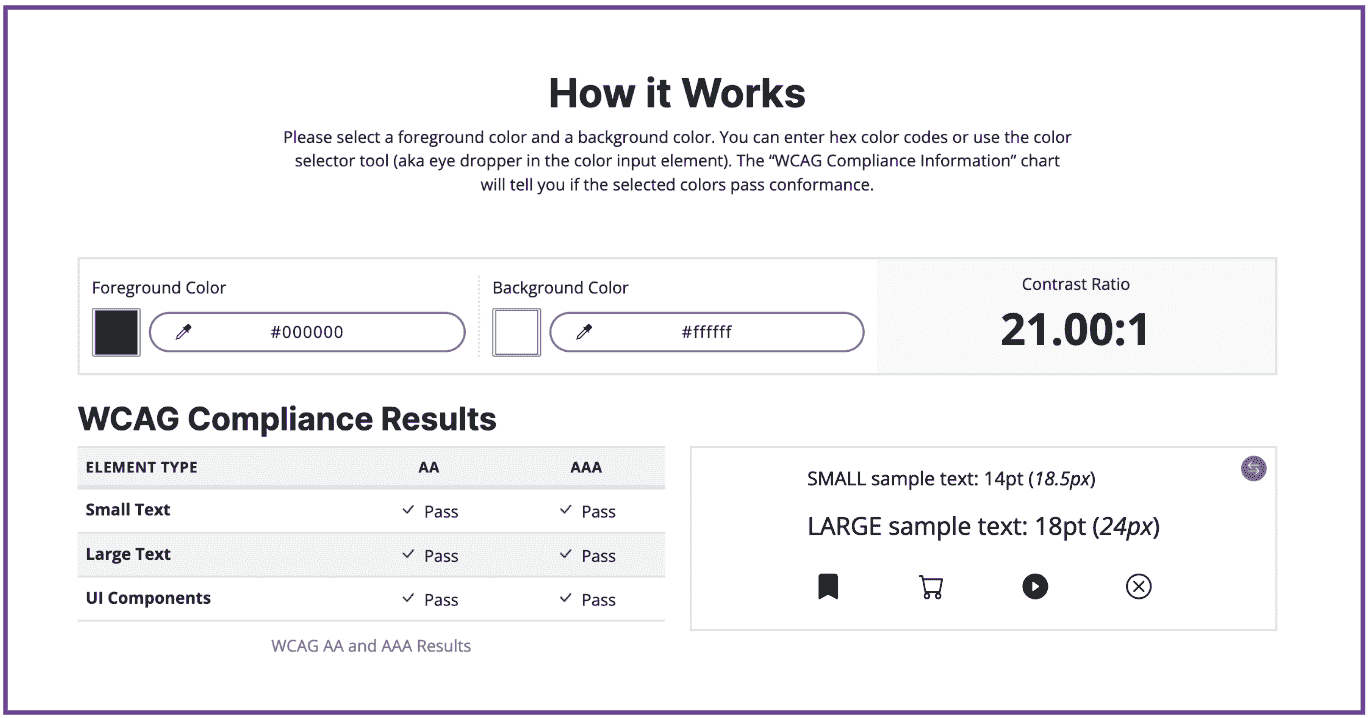 How it Works
Please select a foreground color and a background color. You can enter hex color codes or use the color
selector tool (aka eye dropper in the color input element). The “WCAG Compliance Information” chart
will tell you if the selected colors pass conformance.
Foreground Color
#000000
Background Color
#ffffff
Contrast Ratio
21.00:1
WCAG Compliance Results
ELEMENT TYPE AA AAA
Small Text Pass Pass
Large Text Pass Pass
UI Components Pass Pass
WCAG AA and AAA Results
SMALL sample text: 14pt (18.5px)
LARGE sample text: 18pt (24px)